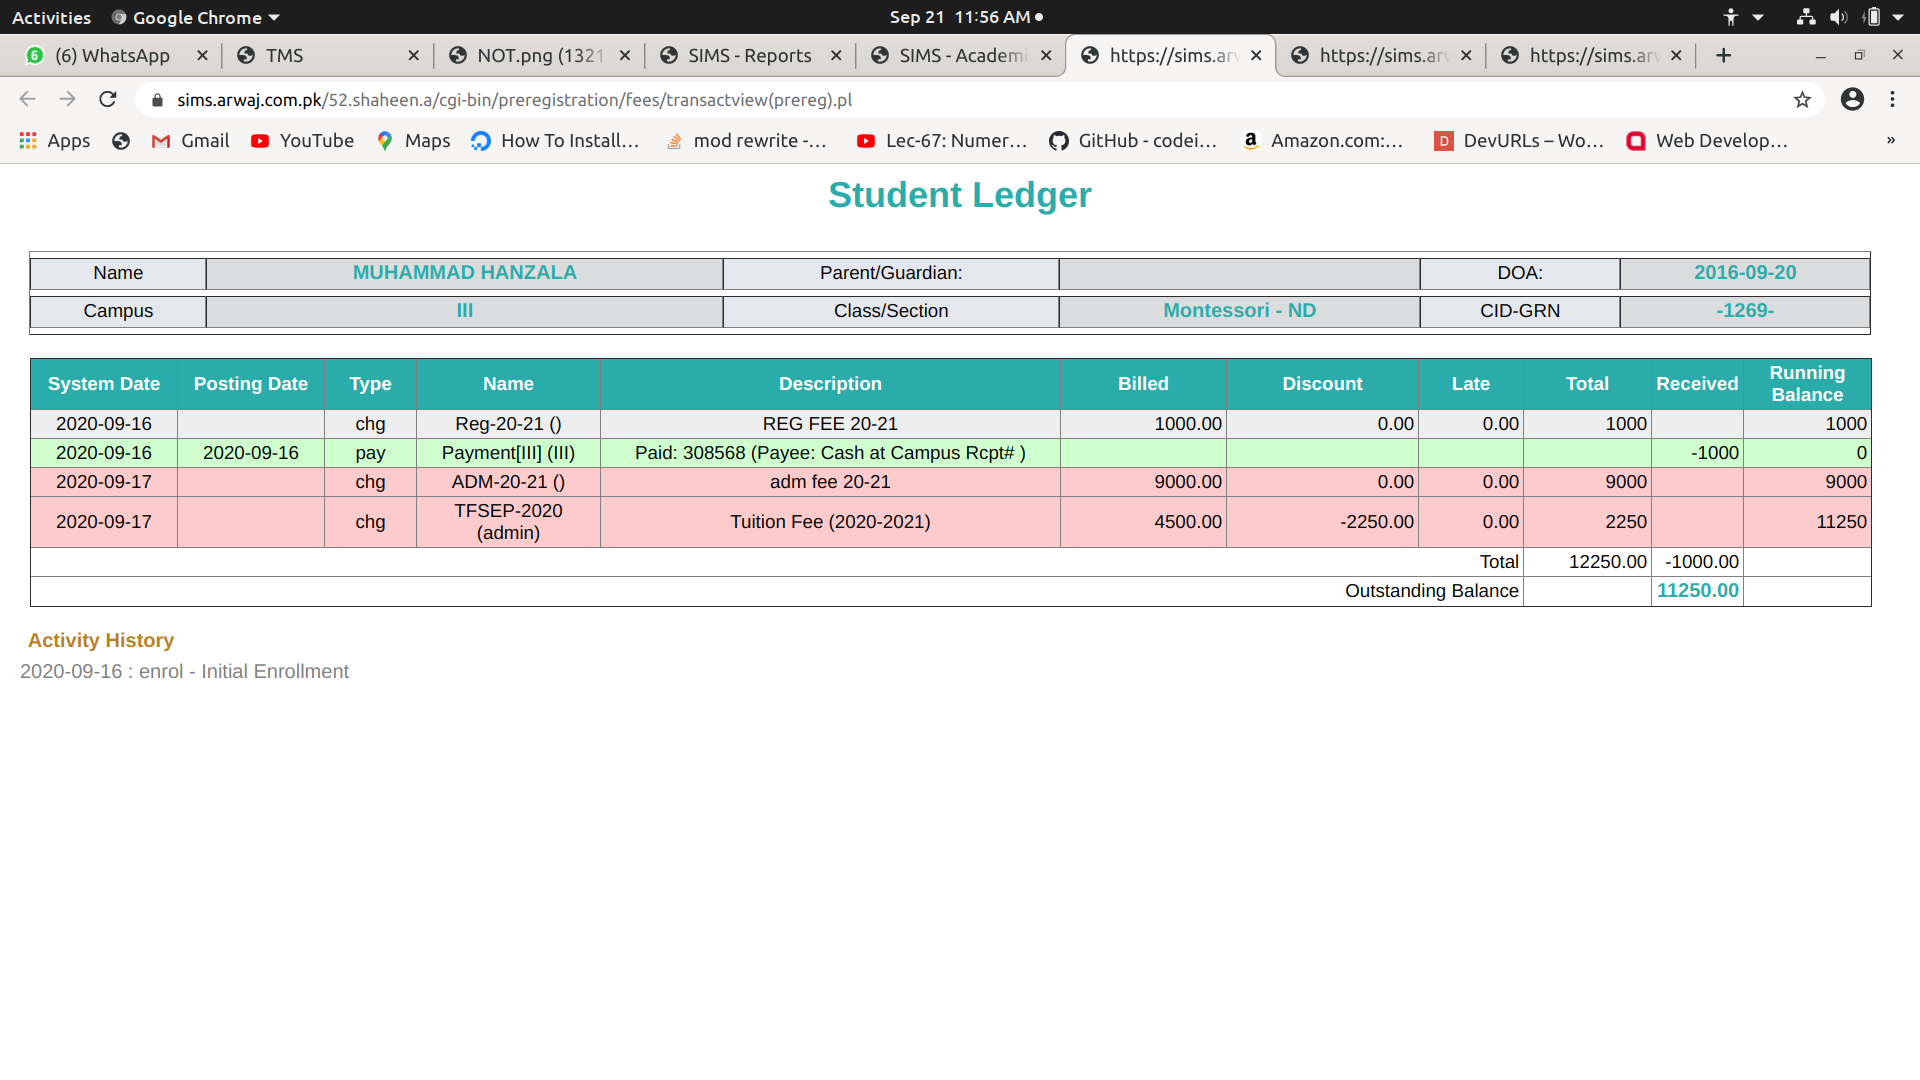 Activities Google Chrome Sep 21 11:56 AM
(6) WhatsApp TMS NOT.png (1321 SIMS - Reports SIMS - Academi https://sims.arw https://sims.arw https://sims.arw
sims.arwaj.com.pk/52.shaheen.a/cgi-bin/preregistration/fees/transactview(prereg).pl
Apps Gmail YouTube Maps How To Install... mod rewrite -... Lec-67: Numer... GitHub - codei... Amazon.com:... DevURLs – Wo... Web Develop... »
Student Ledger
Name MUHAMMAD HANZALA Parent/Guardian: DOA: 2016-09-20
Campus III Class/Section Montessori - ND CID-GRN -1269-
System Date Posting Date Type Name Description Billed Discount Late Total Received Running Balance
2020-09-16 chg Reg-20-21 () REG FEE 20-21 1000.00 0.00 0.00 1000 1000
2020-09-16 2020-09-16 pay Payment[III] (III) Paid: 308568 (Payee: Cash at Campus Rcpt# ) -1000 0
2020-09-17 chg ADM-20-21 () adm fee 20-21 9000.00 0.00 0.00 9000 9000
2020-09-17 chg TFSEP-2020 (admin) Tuition Fee (2020-2021) 4500.00 -2250.00 0.00 2250 11250
Total 12250.00 -1000.00
Outstanding Balance 11250.00
Activity History
2020-09-16 : enrol - Initial Enrollment